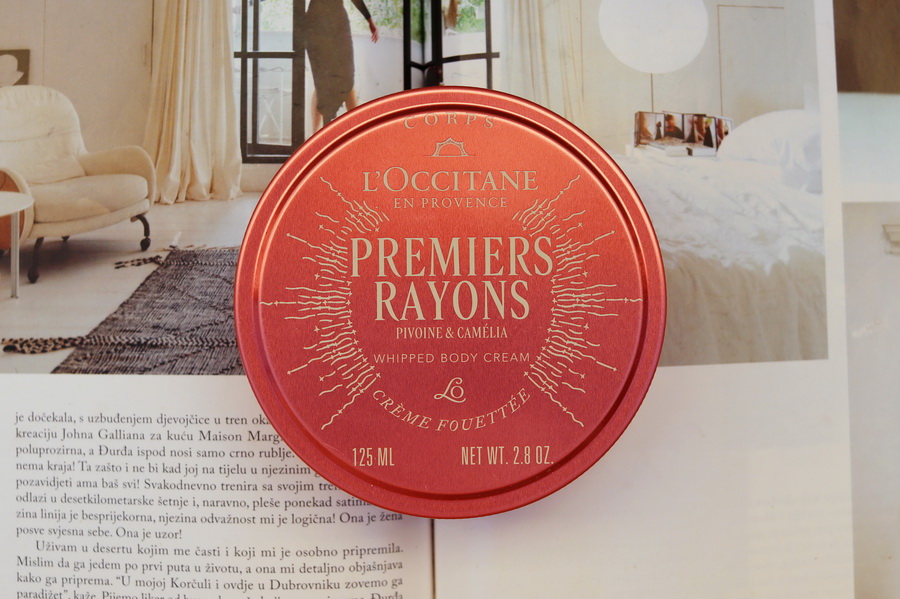 CORPS
L'OCCITANE
EN PROVENCE
PREMIERS
RAYONS
PIVOINE & CAMÉLIA
WHIPPED BODY CREAM
LO
CRÈME FOUETTÉE
125 ML NET WT. 2.8 OZ.
je dočekala, s uzbuđenjem djevojčice u tren
kreaciju Johna Galliana za kuću Maison
poluprozirna, a Đurđa ispod nosi samo crno rublje.
nema kraja! Ta zašto i ne bi kad joj na tijelu u njezinim
pozavidjeti ama baš svi! Svakodnevno trenira sa svojim
odlazi u desetkilometarske šetnje i, naravno, pleše ponekad
zina linija je besprijekorna, njezina odvažnost mi je logična! Ona je žena
posve svjesna sebe. Ona je uzor!
Uživam u desertu kojim me časti i koji mi je osobno pripremila.
Mislim da ga jedem po prvi puta u životu, a ona mi detaljno objašnjava
kako ga priprema. "U mojoj Korčuli i ovdje u Dubrovniku zovemo ga
paradižet", kaže. Pijemo liker od